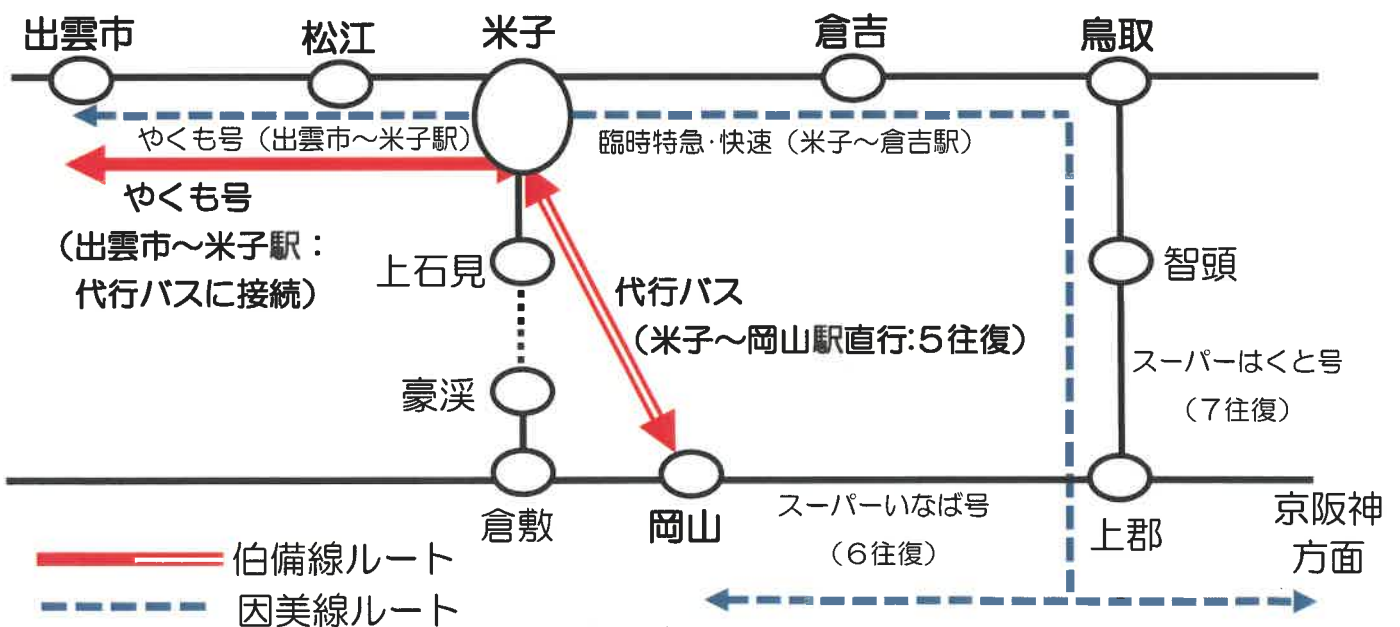 出雲市
松江
米子
倉吉
鳥取
やくも号（出雲市～米子駅）
臨時特急・快速（米子～倉吉駅）
やくも号
（出雲市～米子駅：
代行バスに接続）
上石見
代行バス
（米子～岡山駅直行:5往復）
智頭
豪渓
スーパーはくと号
（7往復）
倉敷
岡山
スーパーいなば号
（6往復）
上郡
京阪神
方面
伯備線ルート
因美線ルート